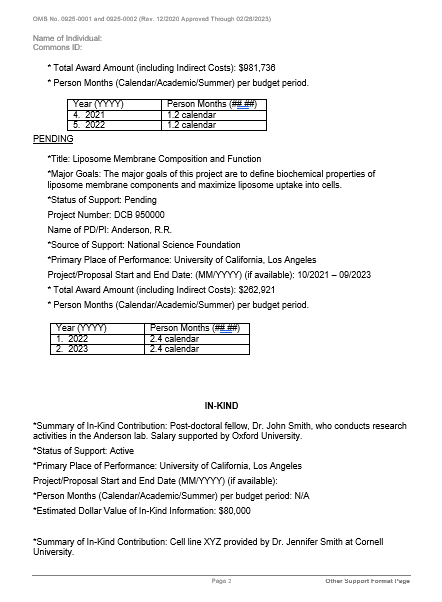 OMB No. 0925-0001 and 0925-0002 (Rev. 12/2020 Approved Through 02/28/2023)
Name of Individual:
Commons ID:
* Total Award Amount (including Indirect Costs): $981,736
* Person Months (Calendar/Academic/Summer) per budget period.
Year (YYYY) Person Months (##.##)
4. 2021 1.2 calendar
5. 2022 1.2 calendar
PENDING
*Title: Liposome Membrane Composition and Function
*Major Goals: The major goals of this project are to define biochemical properties of
liposome membrane components and maximize liposome uptake into cells.
*Status of Support: Pending
Project Number: DCB 950000
Name of PD/PI: Anderson, R.R.
*Source of Support: National Science Foundation
*Primary Place of Performance: University of California, Los Angeles
Project/Proposal Start and End Date: (MM/YYYY) (if available): 10/2021 – 09/2023
* Total Award Amount (including Indirect Costs): $262,921
* Person Months (Calendar/Academic/Summer) per budget period.
Year (YYYY) Person Months (##.##)
1. 2022 2.4 calendar
2. 2023 2.4 calendar
IN-KIND
*Summary of In-Kind Contribution: Post-doctoral fellow, Dr. John Smith, who conducts research
activities in the Anderson lab. Salary supported by Oxford University.
*Status of Support: Active
*Primary Place of Performance: University of California, Los Angeles
Project/Proposal Start and End Date (MM/YYYY) (if available):
*Person Months (Calendar/Academic/Summer) per budget period: N/A
*Estimated Dollar Value of In-Kind Information: $80,000
*Summary of In-Kind Contribution: Cell line XYZ provided by Dr. Jennifer Smith at Cornell
University.
Page 2 Other Support Format Page